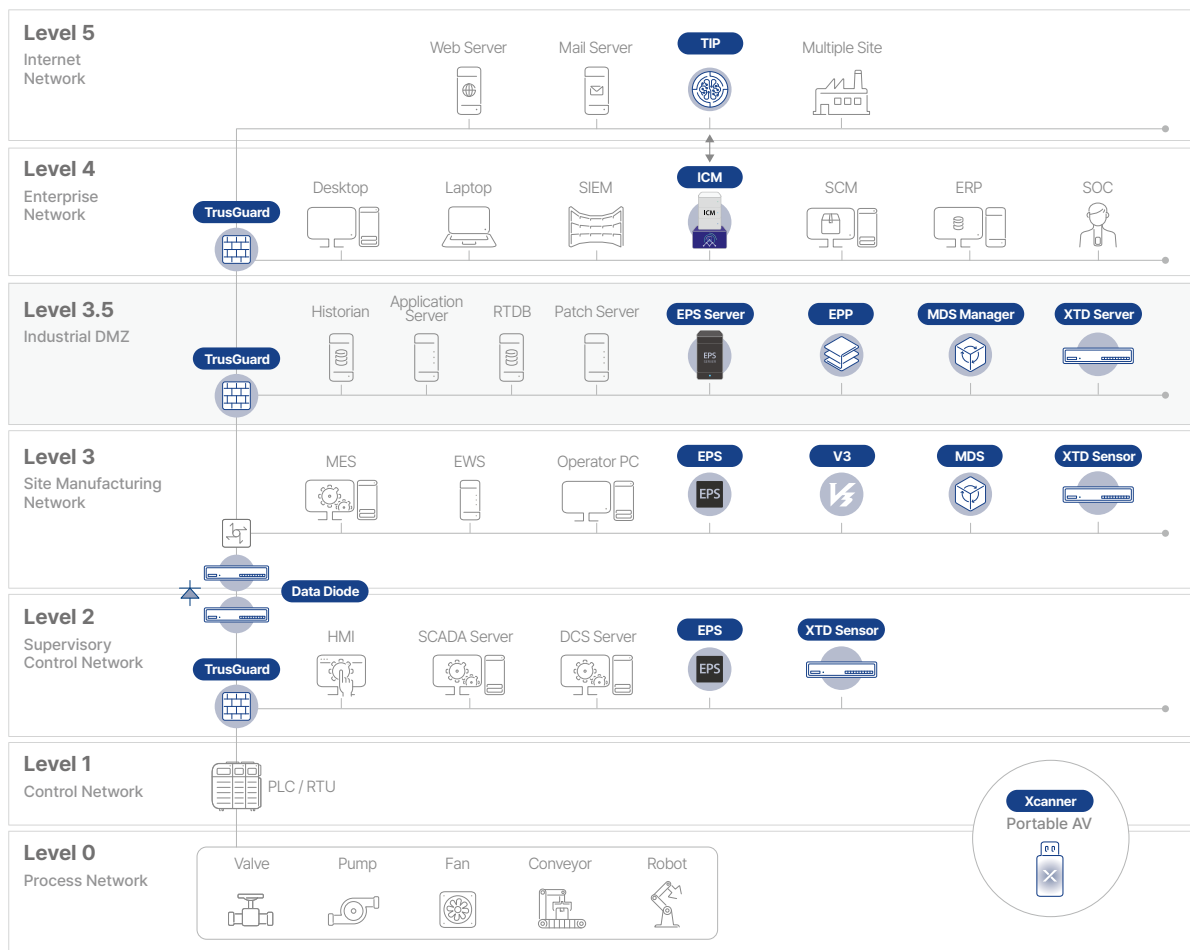 Level 5
Internet
Network
Web Server
Mail Server
TIP
Multiple Site
Level 4
Enterprise
Network
TrusGuard
Desktop
Laptop
SIEM
ICM
ICM
SCM
ERP
SOC
Level 3.5
Industrial DMZ
TrusGuard
Historian
Application
Server
RTDB
Patch Server
EPS Server
EPS
SERVER
EPP
MDS Manager
XTD Server
Level 3
Site Manufacturing
Network
MES
EWS
Operator PC
EPS
EPS
V3
V3
MDS
XTD Sensor
Data Diode
Level 2
Supervisory
Control Network
TrusGuard
HMI
SCADA Server
DCS Server
EPS
EPS
XTD Sensor
Level 1
Control Network
PLC / RTU
Xcanner
Portable AV
X
Level 0
Process Network
Valve
Pump
Fan
Conveyor
Robot